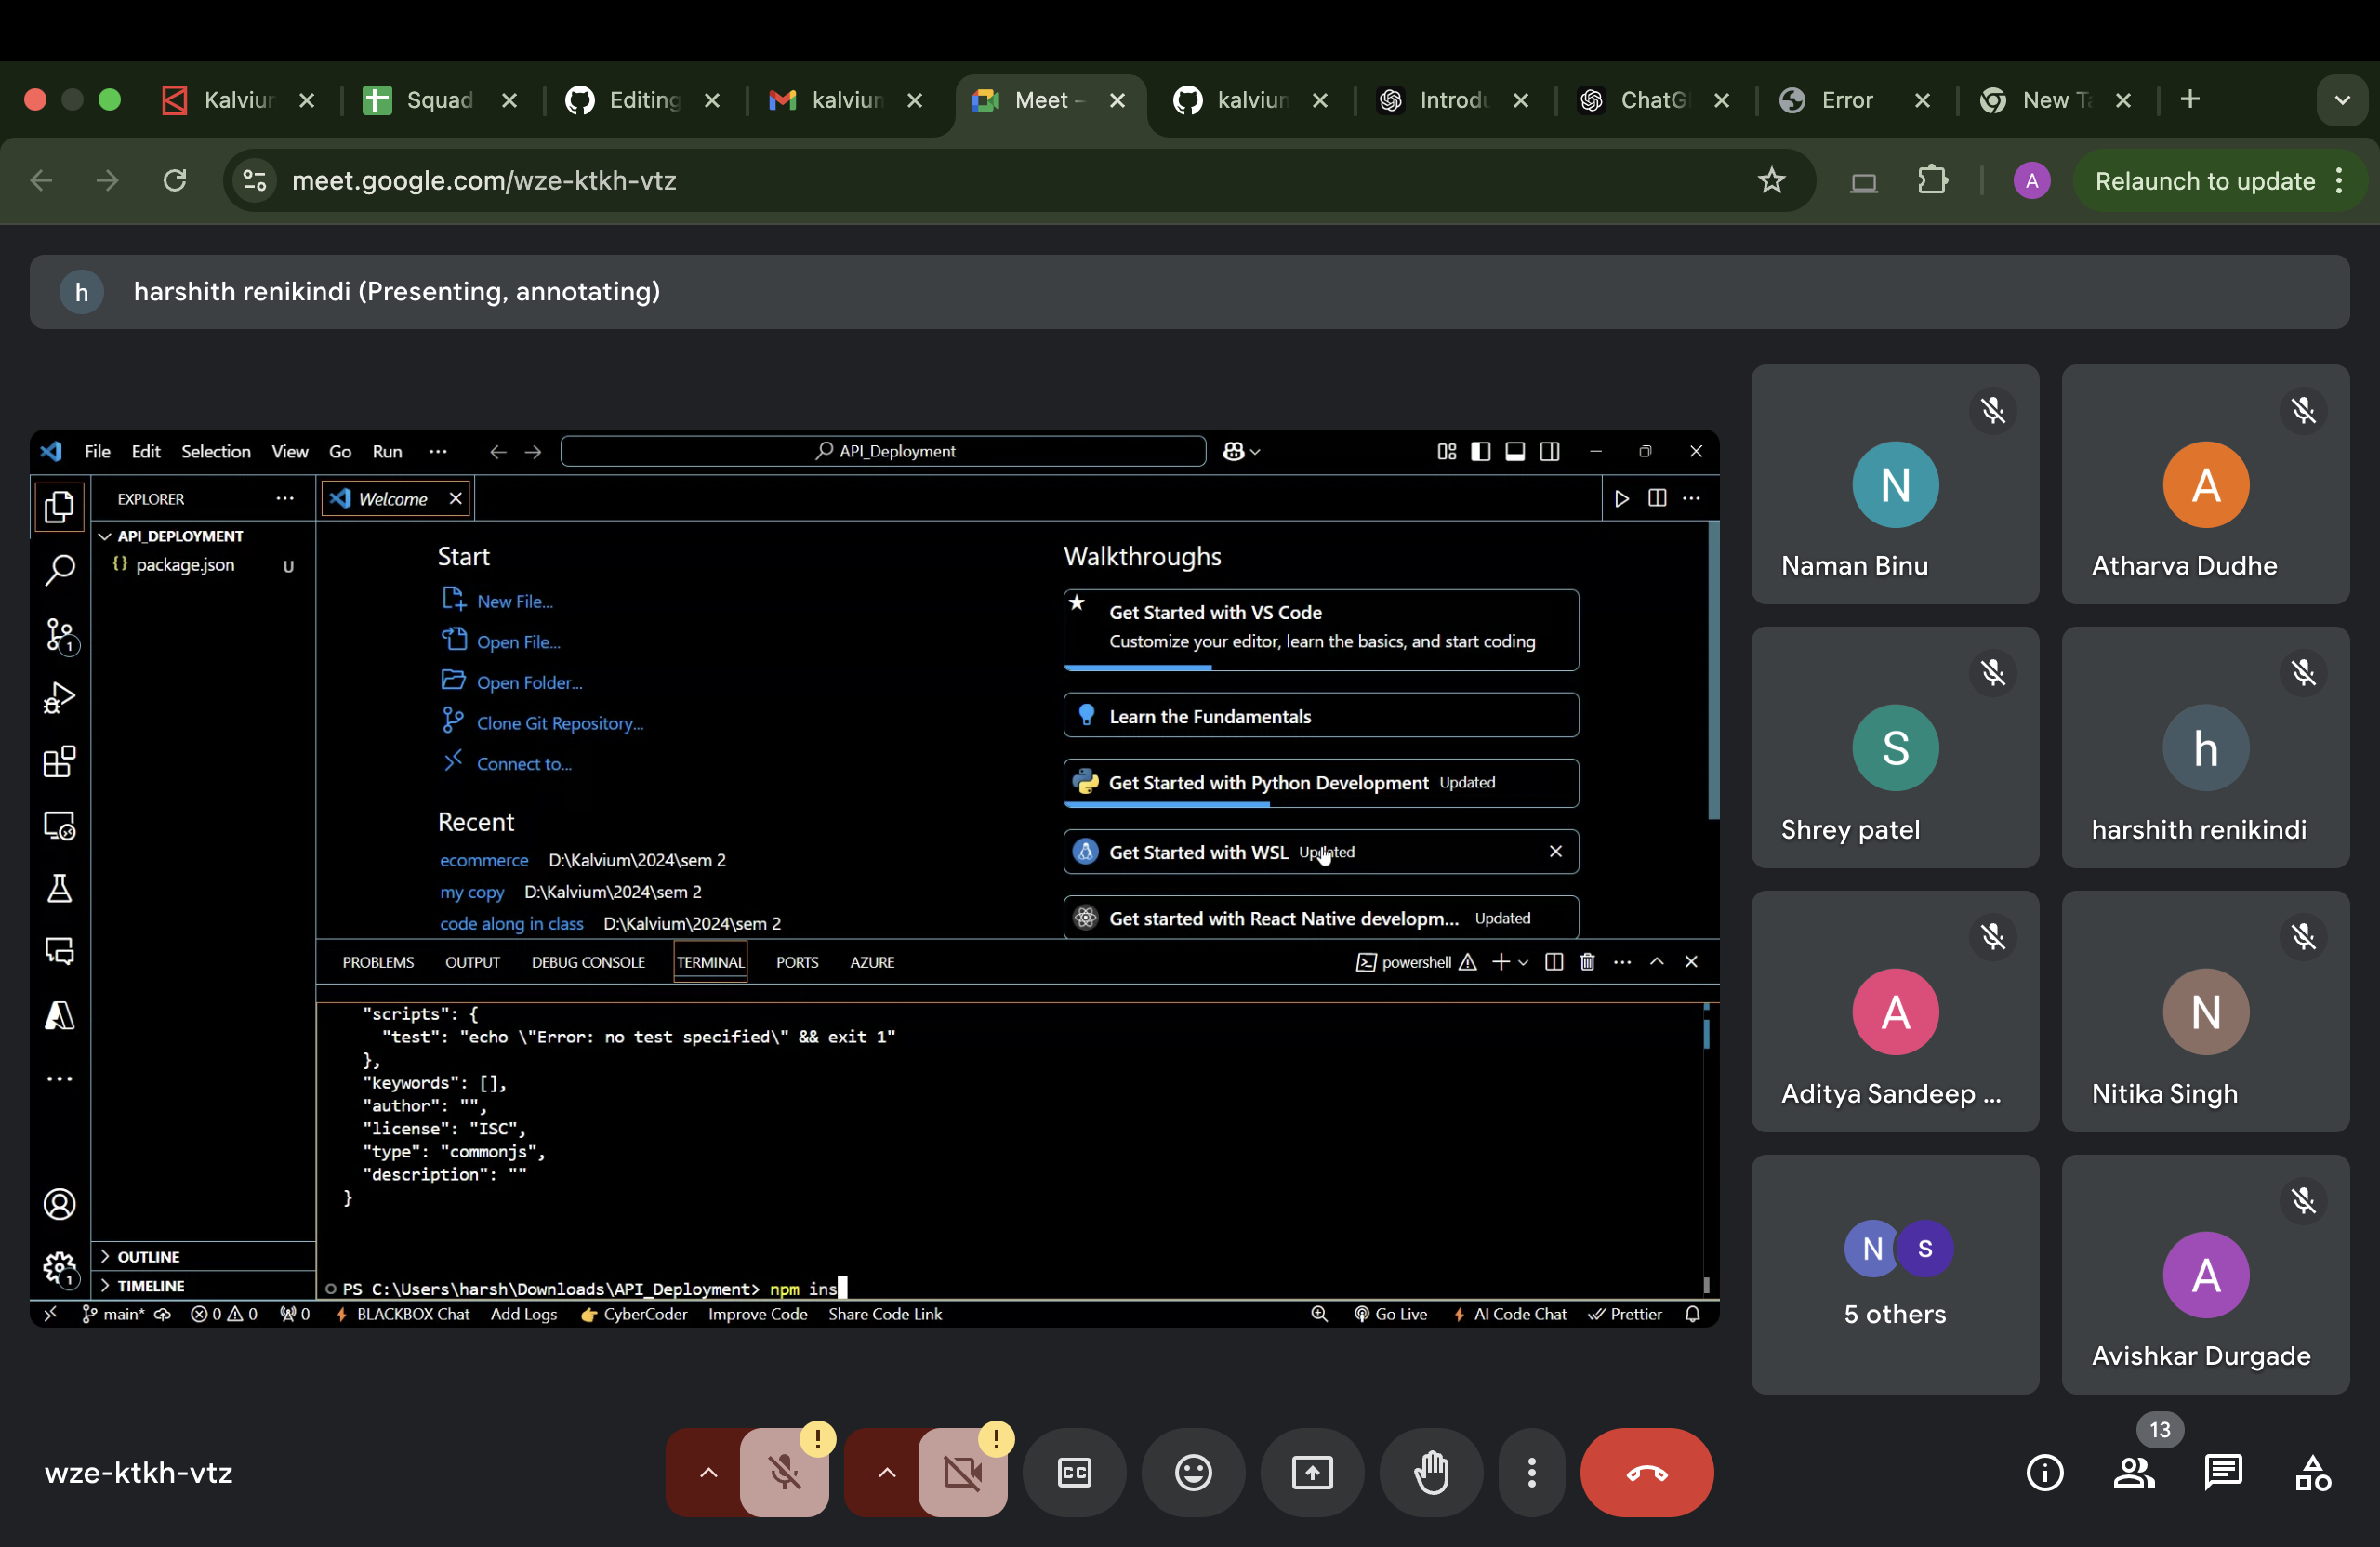 Kalviur
Squad
Editing
kalviun
Meet -
kalviur
Introdu
ChatG
Error
New Ta
meet.google.com/wze-ktkh-vtz
A
Relaunch to update
h harshith renikindi (Presenting, annotating)
File Edit Selection View Go Run
API_Deployment
EXPLORER
Welcome
API_DEPLOYMENT
{} package.json U
Start
New File...
Open File...
Open Folder...
Clone Git Repository...
Connect to...
Recent
ecommerce D:\Kalvium\2024\sem 2
my copy D:\Kalvium\2024\sem 2
code along in class D:\Kalvium\2024\sem 2
Walkthroughs
Get Started with VS Code
Customize your editor, learn the basics, and start coding
Learn the Fundamentals
Get Started with Python Development Updated
Get Started with WSL Updated
Get started with React Native developm... Updated
1
PROBLEMS OUTPUT DEBUG CONSOLE TERMINAL PORTS AZURE
powershell
"scripts": {
"test": "echo \"Error: no test specified\" && exit 1"
},
"keywords": [],
"author": "",
"license": "ISC",
"type": "commonjs",
"description": ""
}
PS C:\Users\harsh\Downloads\API_Deployment> npm ins
OUTLINE
TIMELINE
1
main* 0 0 0 BLACKBOX Chat Add Logs CyberCoder Improve Code Share Code Link
Go Live AI Code Chat Prettier
N
Naman Binu
A
Atharva Dudhe
S
Shrey patel
h
harshith renikindi
A
Aditya Sandeep ...
N
Nitika Singh
N S
5 others
A
Avishkar Durgade
wze-ktkh-vtz
!
!
CC
13